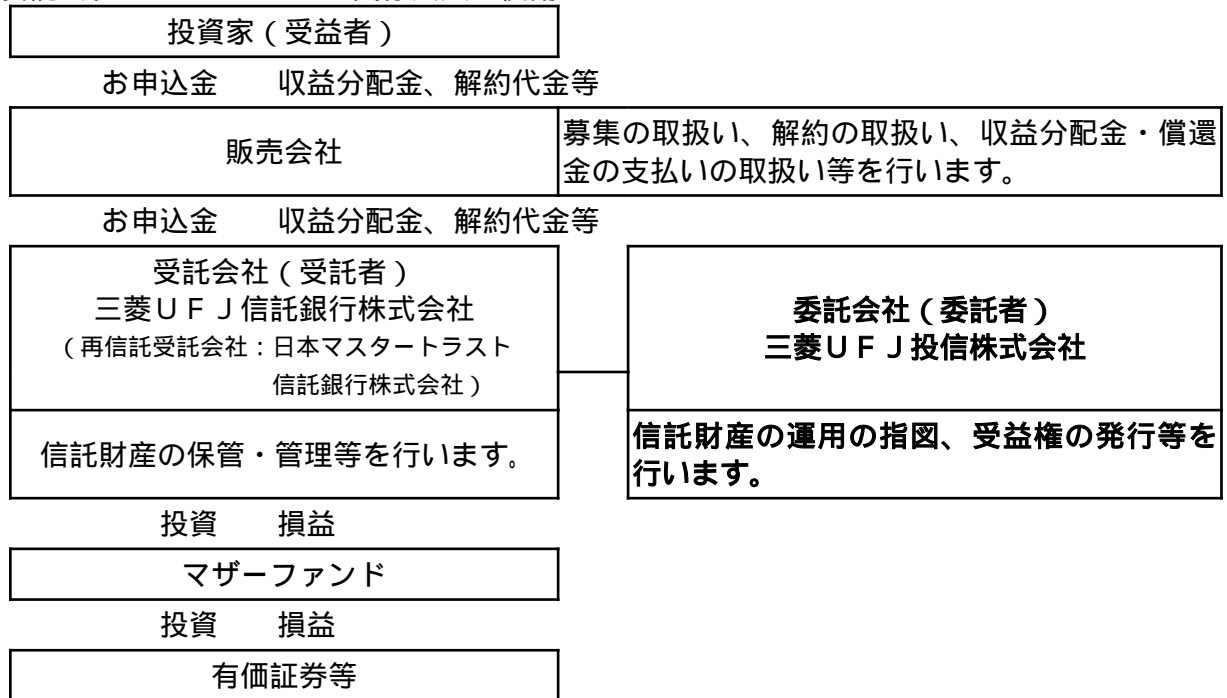 投資家（受益者）
お申込金　収益分配金、解約代金等
販売会社
募集の取扱い、解約の取扱い、収益分配金・償還
金の支払いの取扱い等を行います。
お申込金　収益分配金、解約代金等
受託会社（受託者）
三菱ＵＦＪ信託銀行株式会社
（再信託受託会社：日本マスタートラスト
信託銀行株式会社）
委託会社（委託者）
三菱ＵＦＪ投信株式会社
信託財産の保管・管理等を行います。
信託財産の運用の指図、受益権の発行等を
行います。
投資　損益
マザーファンド
投資　損益
有価証券等